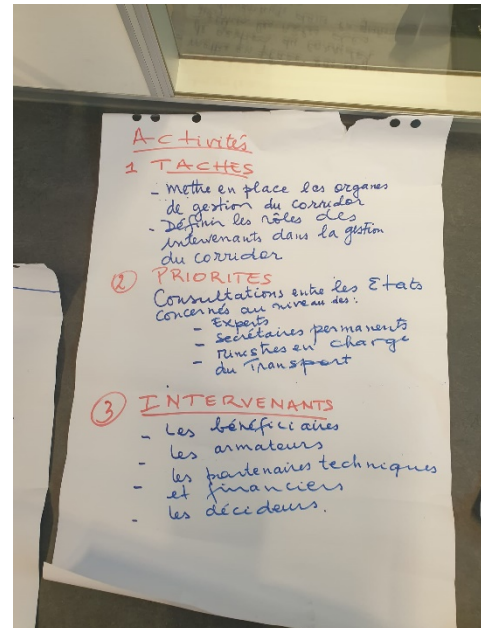 Activités
1 TACHES
- Mettre en place les organes
de gestion du corridor
- Définir les rôles des
intervenants dans la gestion
du corridor
② PRIORITES
Consultations entre les Etats
concernés au niveau des:
- Experts
- Secrétaires permanents
- Ministres en charge
du Transport
③ INTERVENANTS
- Les bénéficiaires
- les armateurs
- les partenaires techniques
- et financiers
- les décideurs.